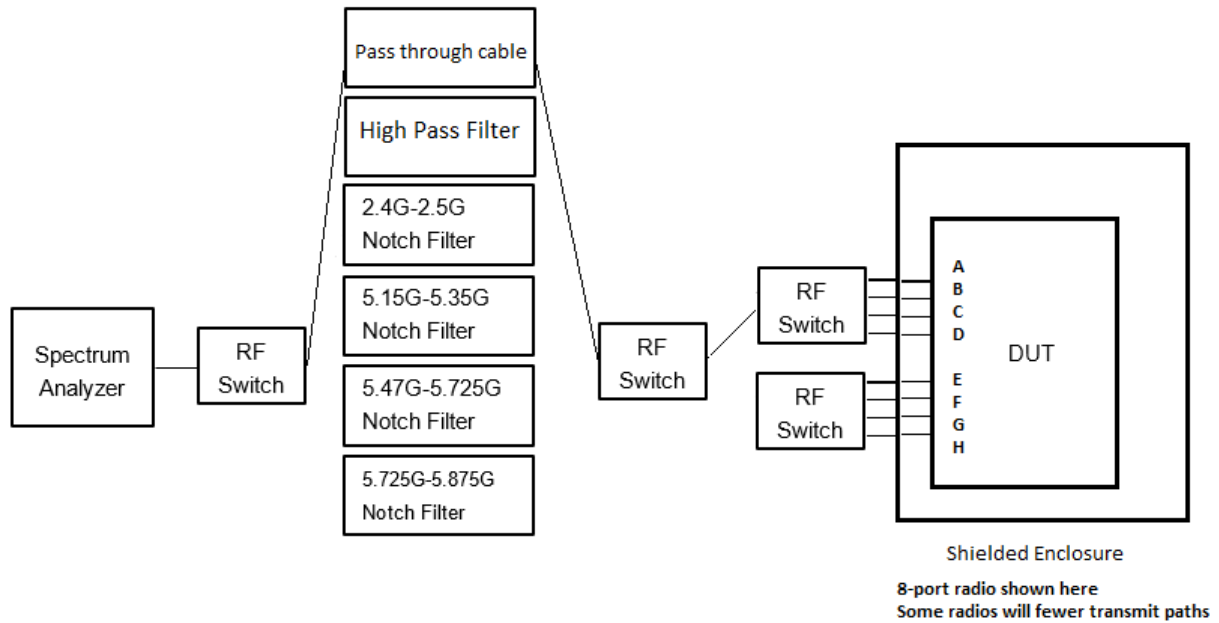 Pass through cable
High Pass Filter
2.4G-2.5G
Notch Filter
5.15G-5.35G
Notch Filter
5.47G-5.725G
Notch Filter
5.725G-5.875G
Notch Filter
Spectrum
Analyzer
RF
Switch
RF
Switch
RF
Switch
RF
Switch
A
B
C
D
E
F
G
H
DUT
Shielded Enclosure
8-port radio shown here
Some radios will fewer transmit paths